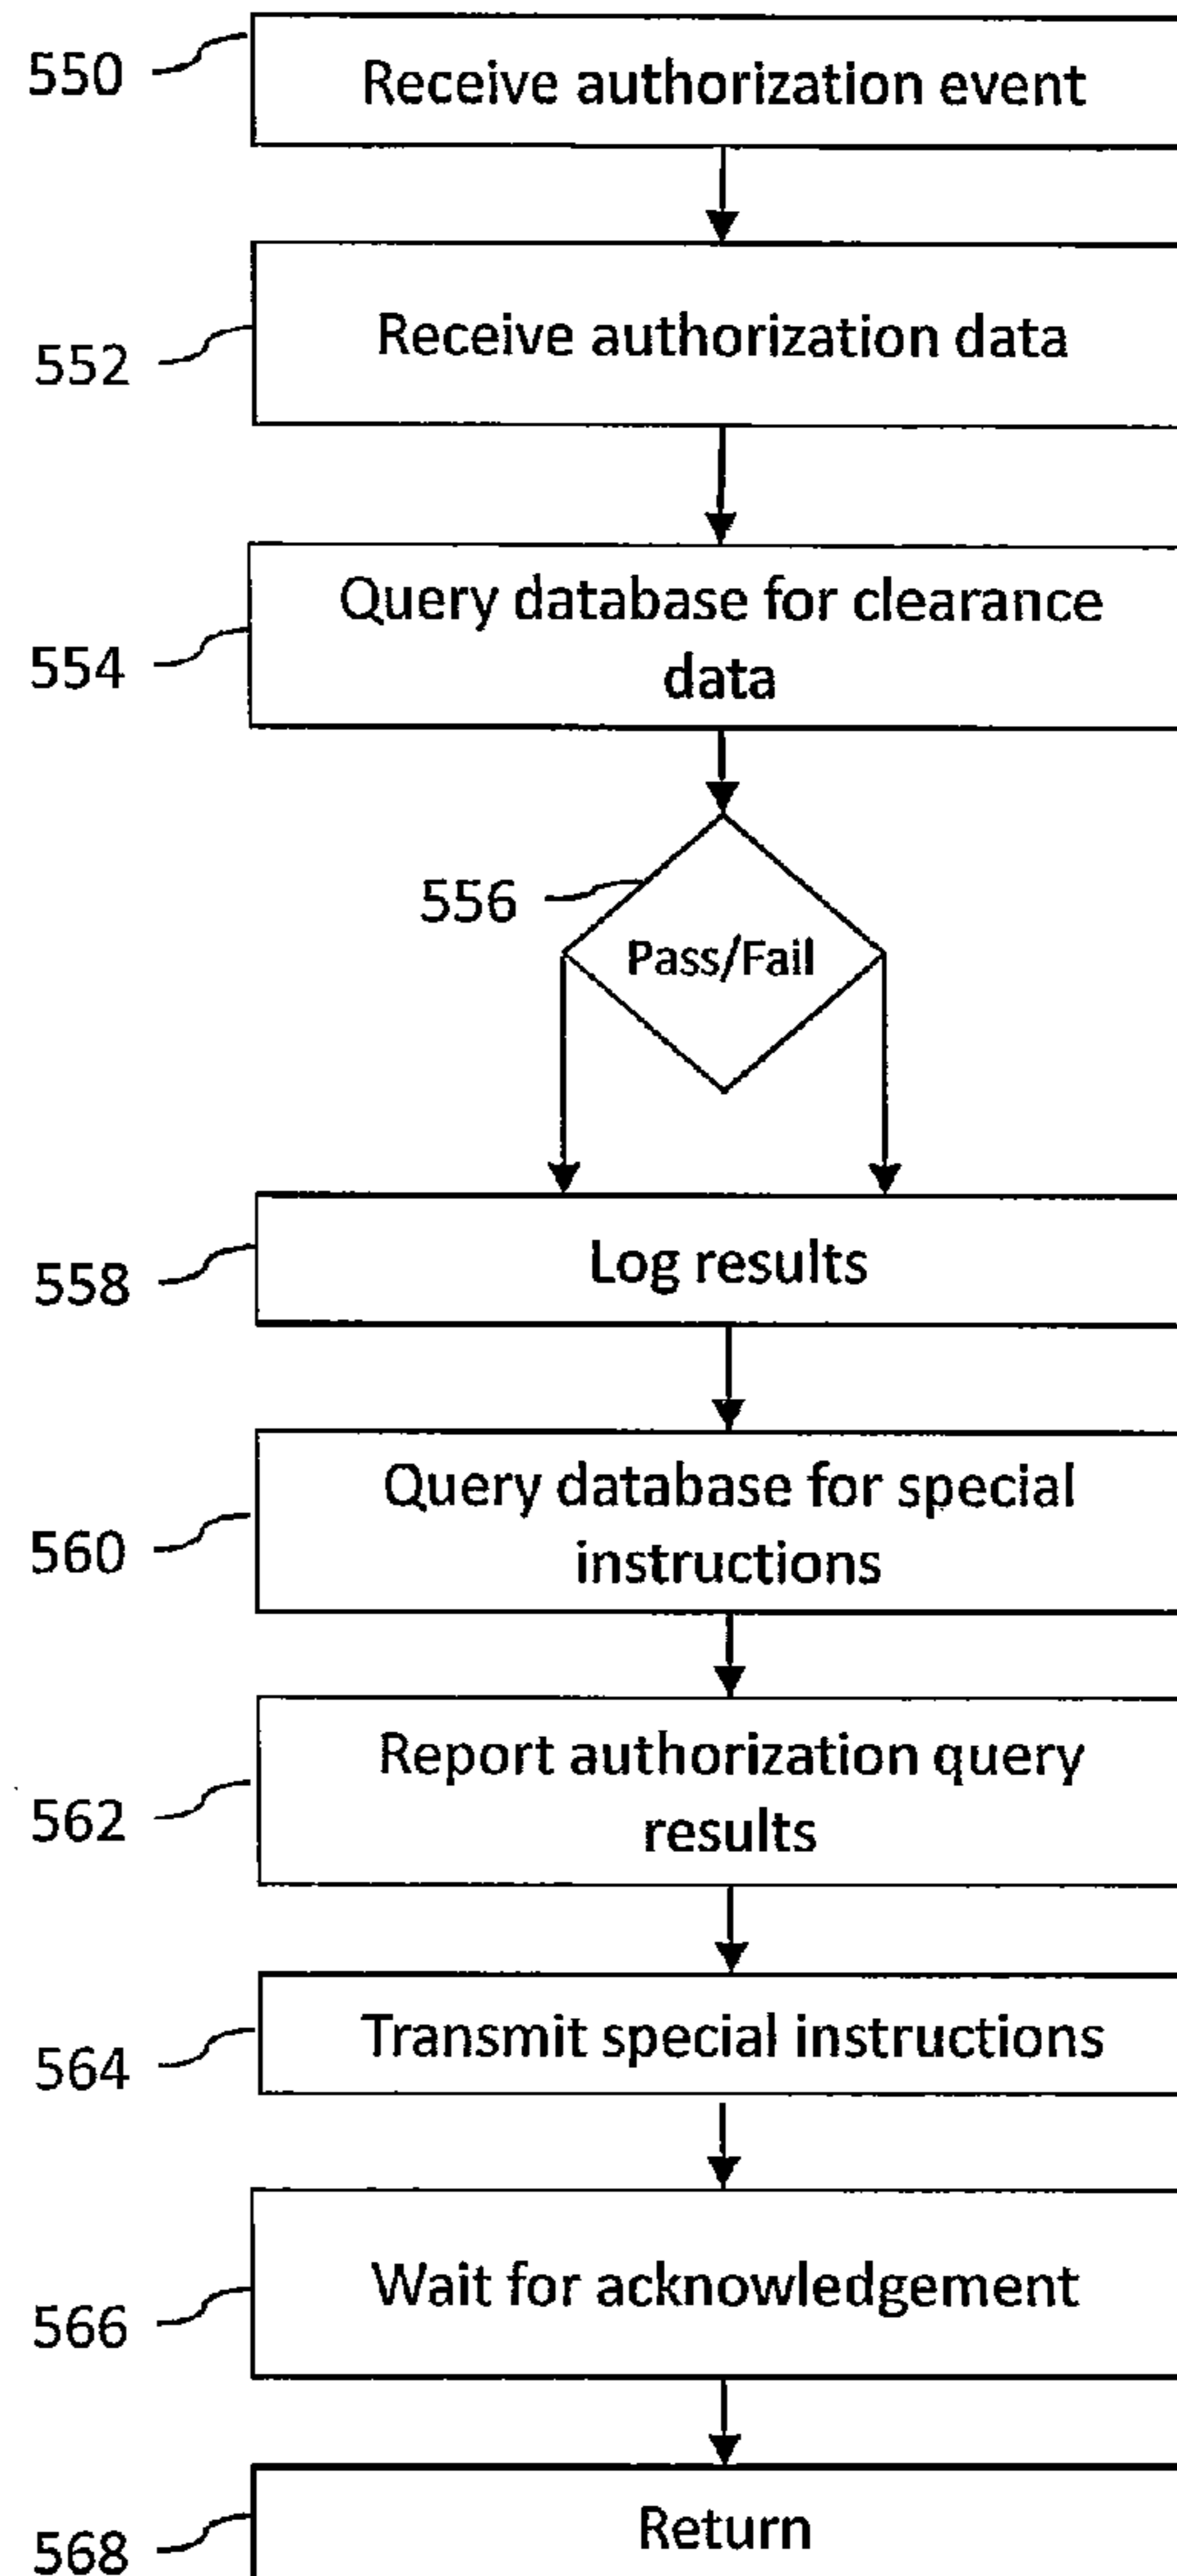 550
Receive authorization event
552
Receive authorization data
554
Query database for clearance
data
556
Pass/Fail
558
Log results
560
Query database for special
instructions
562
Report authorization query
results
564
Transmit special instructions
566
Wait for acknowledgement
568
Return